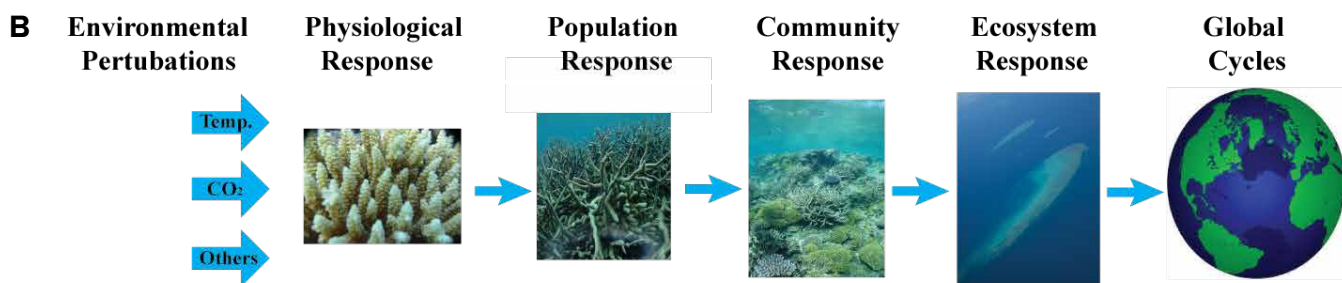 B
Environmental Pertubations
Physiological Response
Population Response
Community Response
Ecosystem Response
Global Cycles
Temp.
CO₂
Others